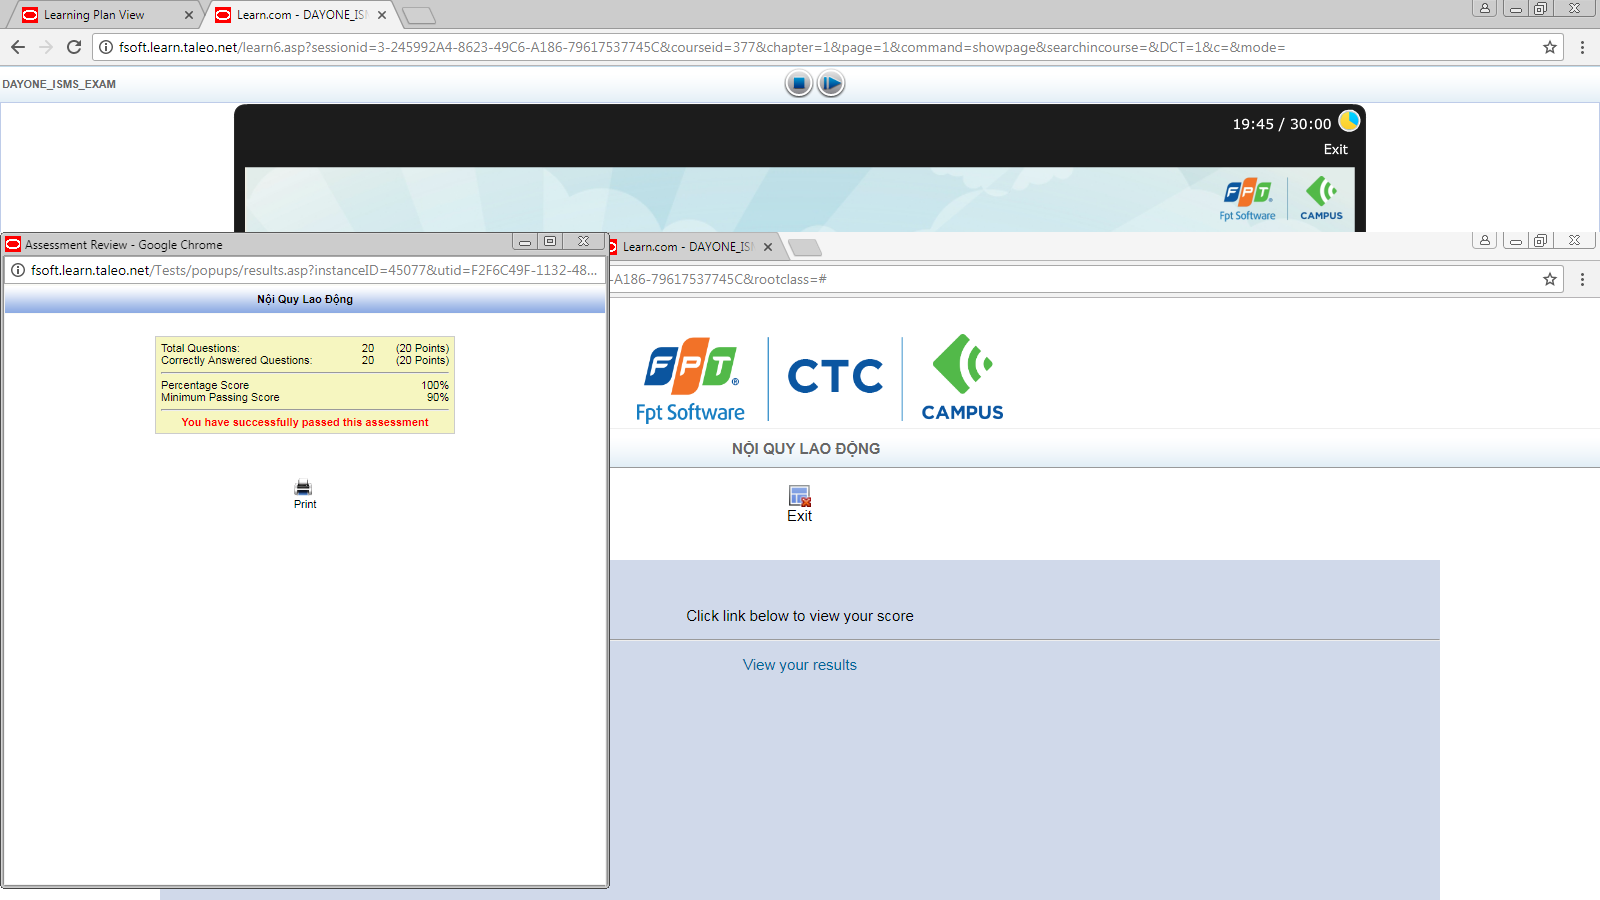 Learning Plan View
Learn.com - DAYONE_IS
fsoft.learn.taleo.net/learn6.asp?sessionid=3-245992A4-8623-49C6-A186-79617537745C&courseid=377&chapter=1&page=1&command=showpage&searchincourse=&DCT=1&c=&mode=
DAYONE_ISMS_EXAM
19:45 / 30:00
Exit
FPT
Fpt Software
CAMPUS
Assessment Review - Google Chrome
Learn.com - DAYONE_IS
fsoft.learn.taleo.net/Tests/popups/results.asp?instanceID=45077&utid=F2F6C49F-1132-48...
-A186-79617537745C&rootclass=#
Nội Quy Lao Động
Total Questions: 20 (20 Points)
Correctly Answered Questions: 20 (20 Points)
Percentage Score 100%
Minimum Passing Score 90%
You have successfully passed this assessment
Print
FPT
Fpt Software
CTC
CAMPUS
NỘI QUY LAO ĐỘNG
Exit
Click link below to view your score
View your results